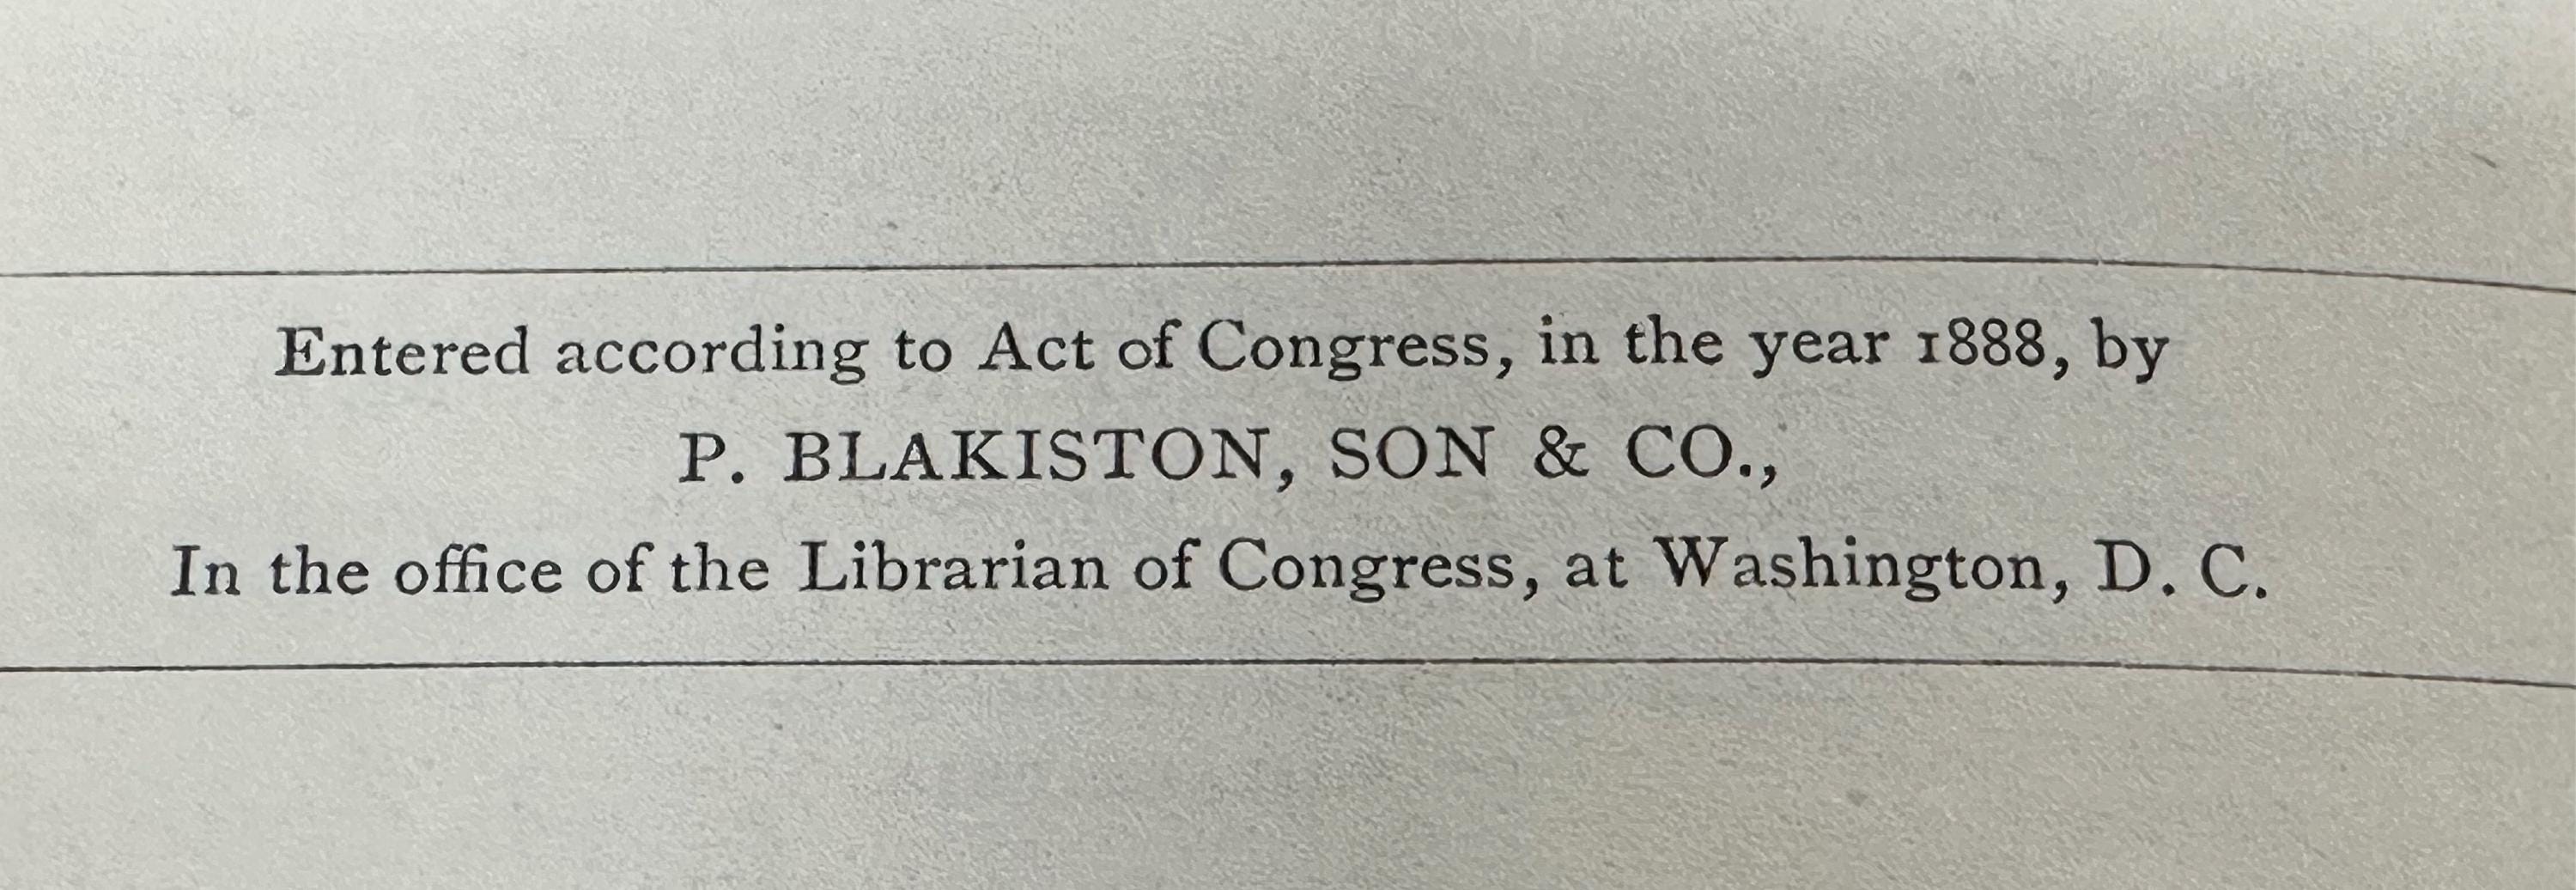 Entered according to Act of Congress, in the year 1888, by
P. BLAKISTON, SON & CO.,
In the office of the Librarian of Congress, at Washington, D. C.